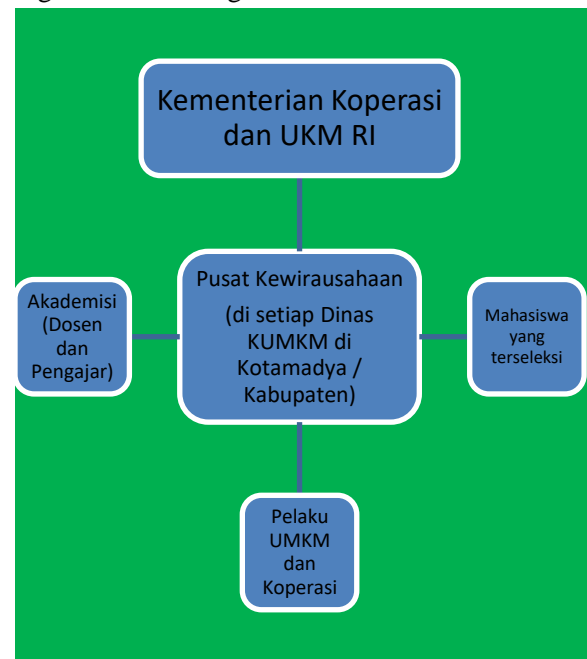 Kementerian Koperasi
dan UKM RI
Pusat Kewirausahaan
(di setiap Dinas
KUMKM di
Kotamadya /
Kabupaten)
Akademisi
(Dosen
dan
Pengajar)
Mahasiswa
yang
terseleksi
Pelaku
UMKM
dan
Koperasi